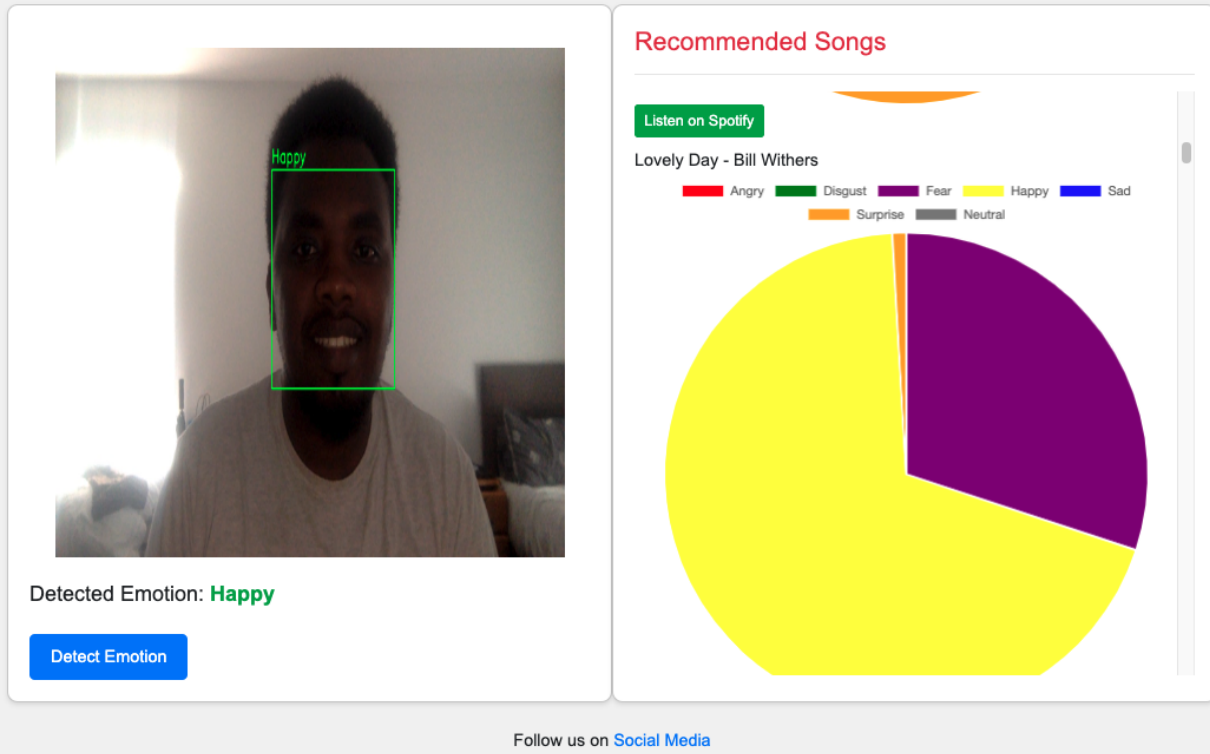 Happy
Detected Emotion: Happy
Detect Emotion
Recommended Songs
Listen on Spotify
Lovely Day - Bill Withers
Angry Disgust Fear Happy Sad
Surprise Neutral
Follow us on Social Media